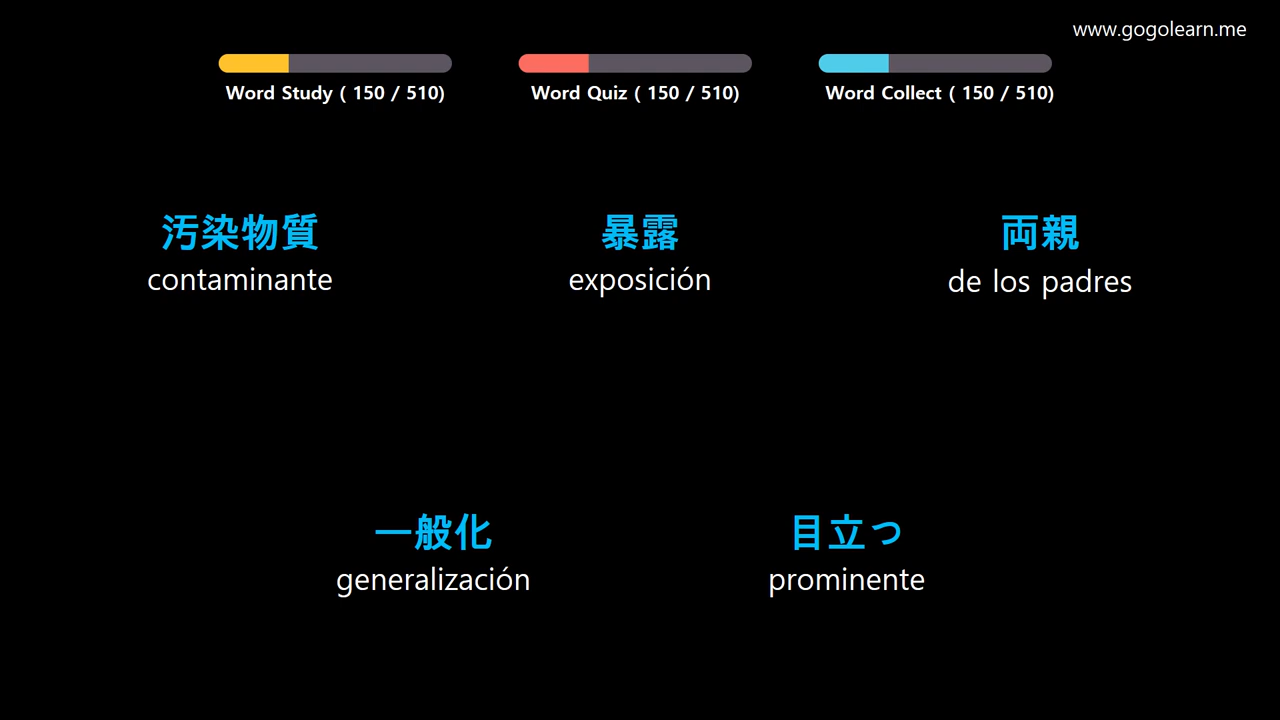 www.gogolearn.me
Word Study ( 150 / 510)
Word Quiz ( 150 / 510)
Word Collect ( 150 / 510)
汚染物質
contaminante
暴露
exposición
両親
de los padres
一般化
generalización
目立つ
prominente